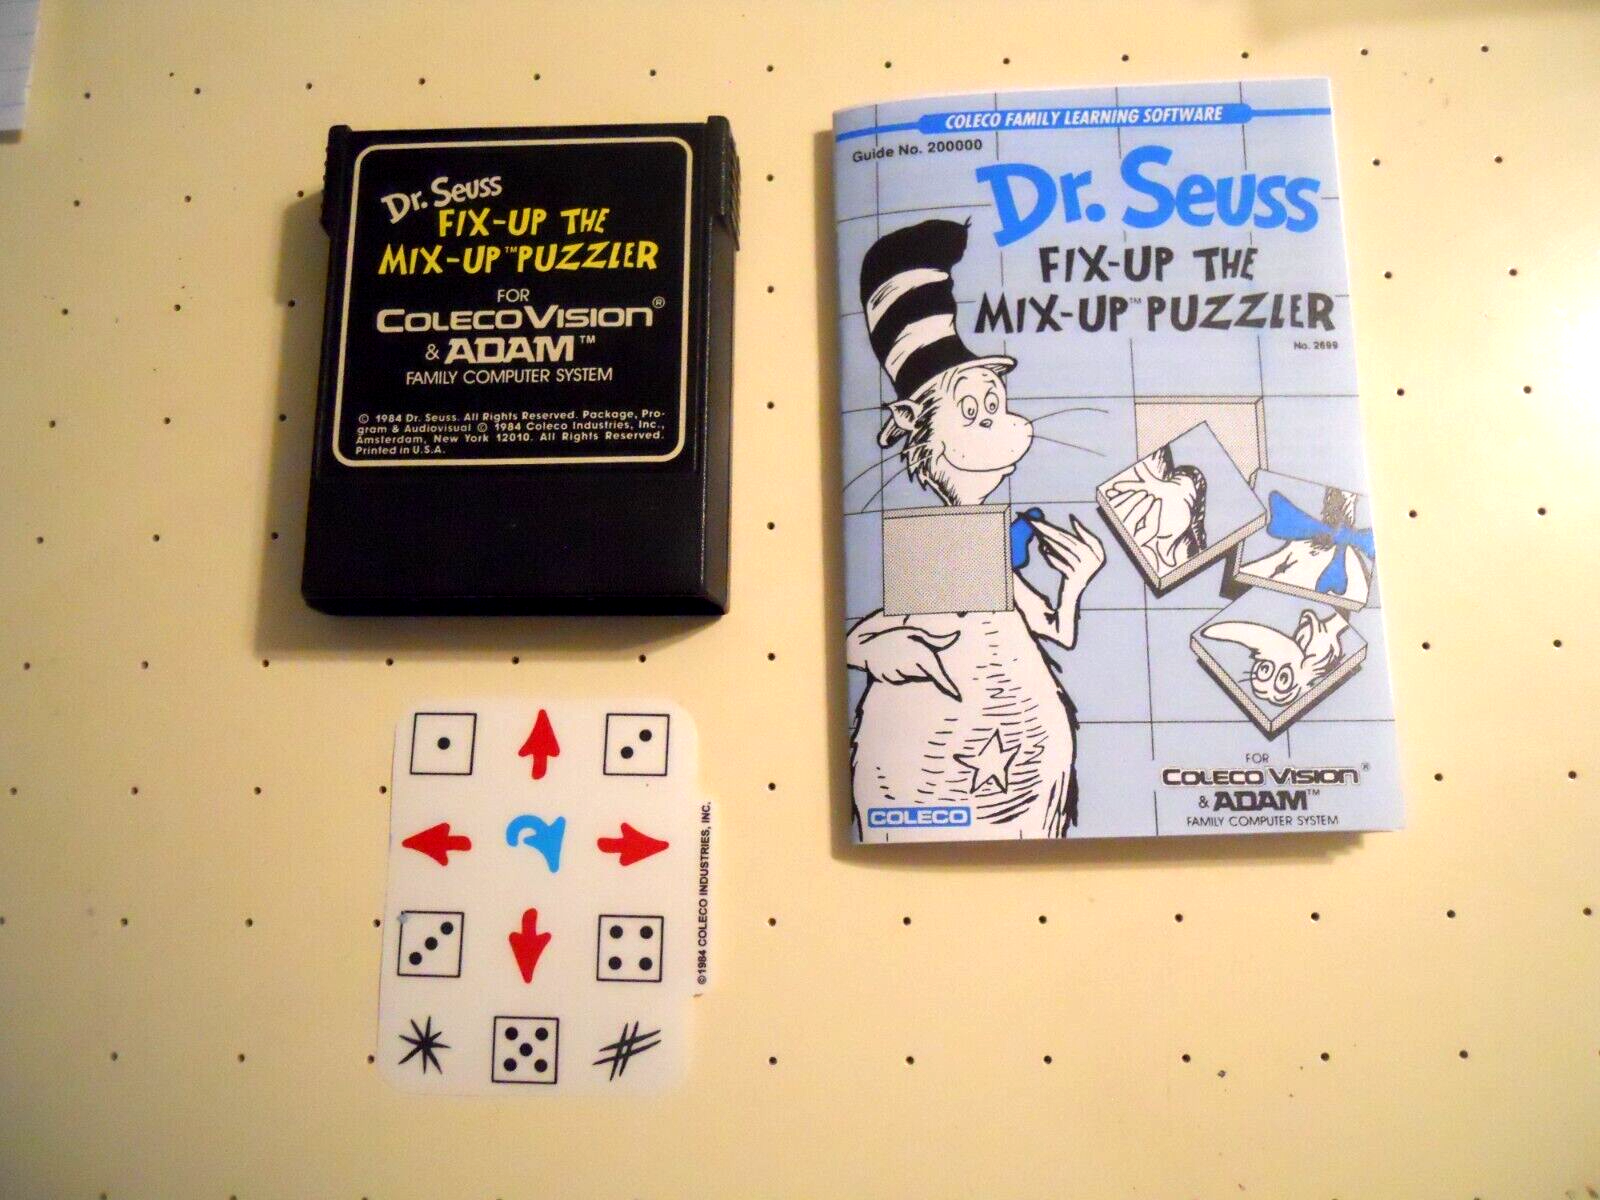 Dr. Seuss
FIX-UP THE
MIX-UP™ PUZZLER
FOR
COLECOVISION®
& ADAM™
FAMILY COMPUTER SYSTEM
© 1984 Dr. Seuss. All Rights Reserved. Package, Pro-
gram & Audiovisual © 1984 Coleco Industries, Inc.,
Amsterdam, New York 12010. All Rights Reserved.
Printed in U.S.A.
COLECO FAMILY LEARNING SOFTWARE
Guide No. 200000
Dr. Seuss
FIX-UP THE
MIX-UP™ PUZZLER
No. 2699
FOR
COLECOVISION®
& ADAM™
FAMILY COMPUTER SYSTEM
COLECO
©1984 COLECO INDUSTRIES, INC.